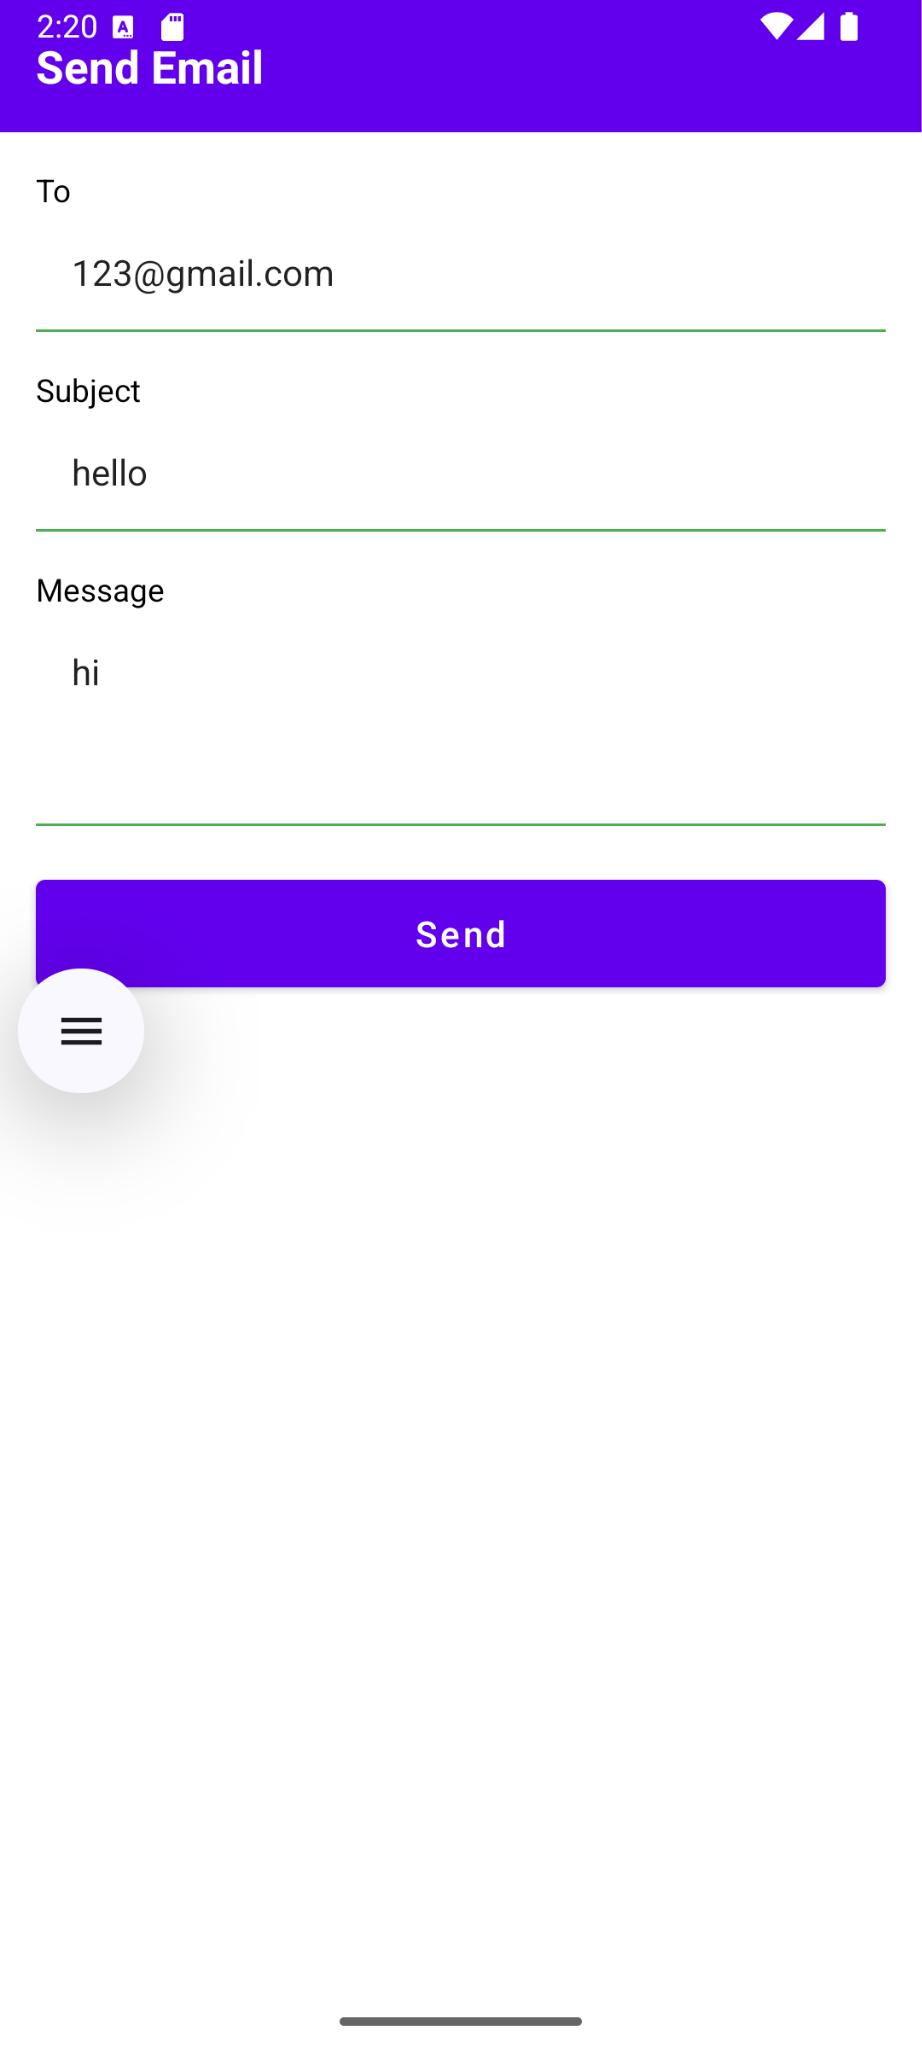 2:20
Send Email
To
123@gmail.com
Subject
hello
Message
hi
Send